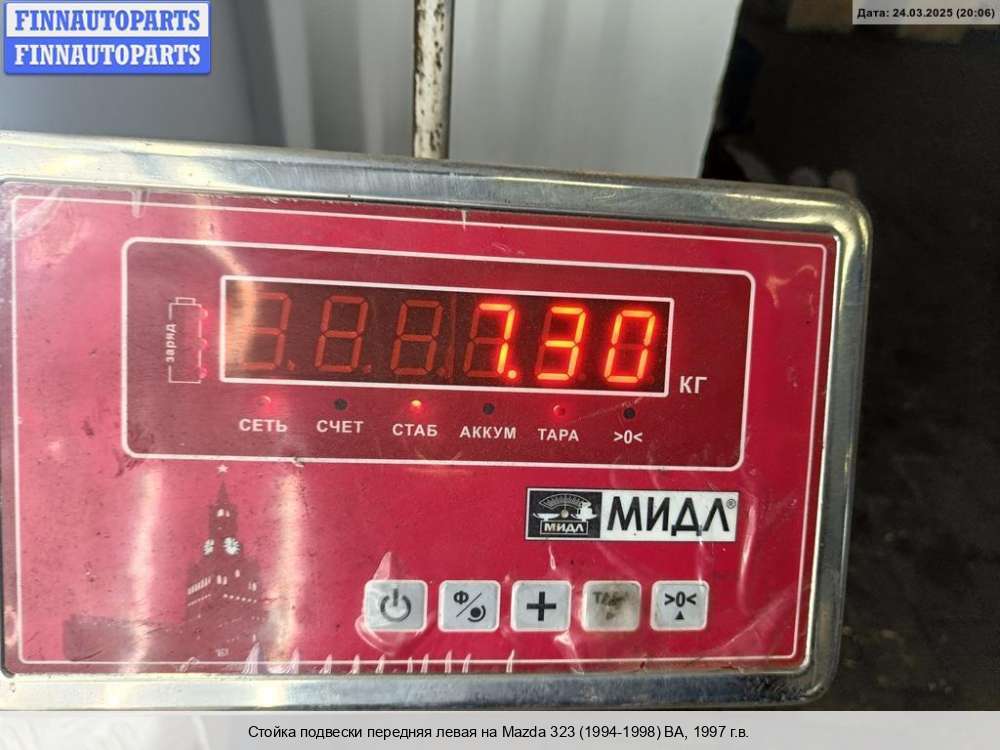 FINNAUTOPARTS
FINNAUTOPARTS
Дата: 24.03.2025 (20:06)
заряд
7.30
КГ
СЕТЬ СЧЕТ СТАБ АККУМ ТАРА >0<
МИДЛ МИДЛ®
Ф >0<
Стойка подвески передняя левая на Mazda 323 (1994-1998) BA, 1997 г.в.